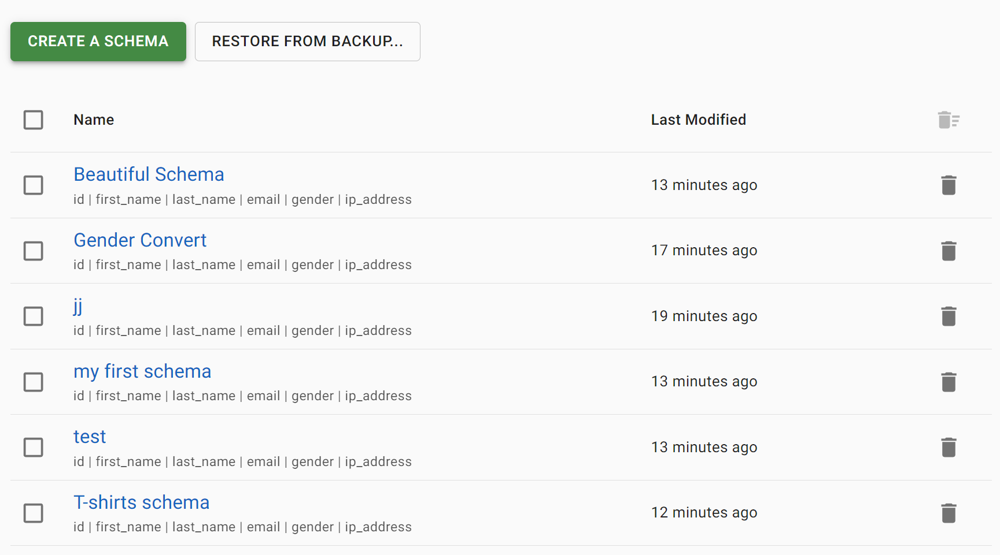 CREATE A SCHEMA RESTORE FROM BACKUP...
Name Last Modified
Beautiful Schema
id | first_name | last_name | email | gender | ip_address
13 minutes ago
Gender Convert
id | first_name | last_name | email | gender | ip_address
17 minutes ago
jj
id | first_name | last_name | email | gender | ip_address
19 minutes ago
my first schema
id | first_name | last_name | email | gender | ip_address
13 minutes ago
test
id | first_name | last_name | email | gender | ip_address
13 minutes ago
T-shirts schema
id | first_name | last_name | email | gender | ip_address
12 minutes ago